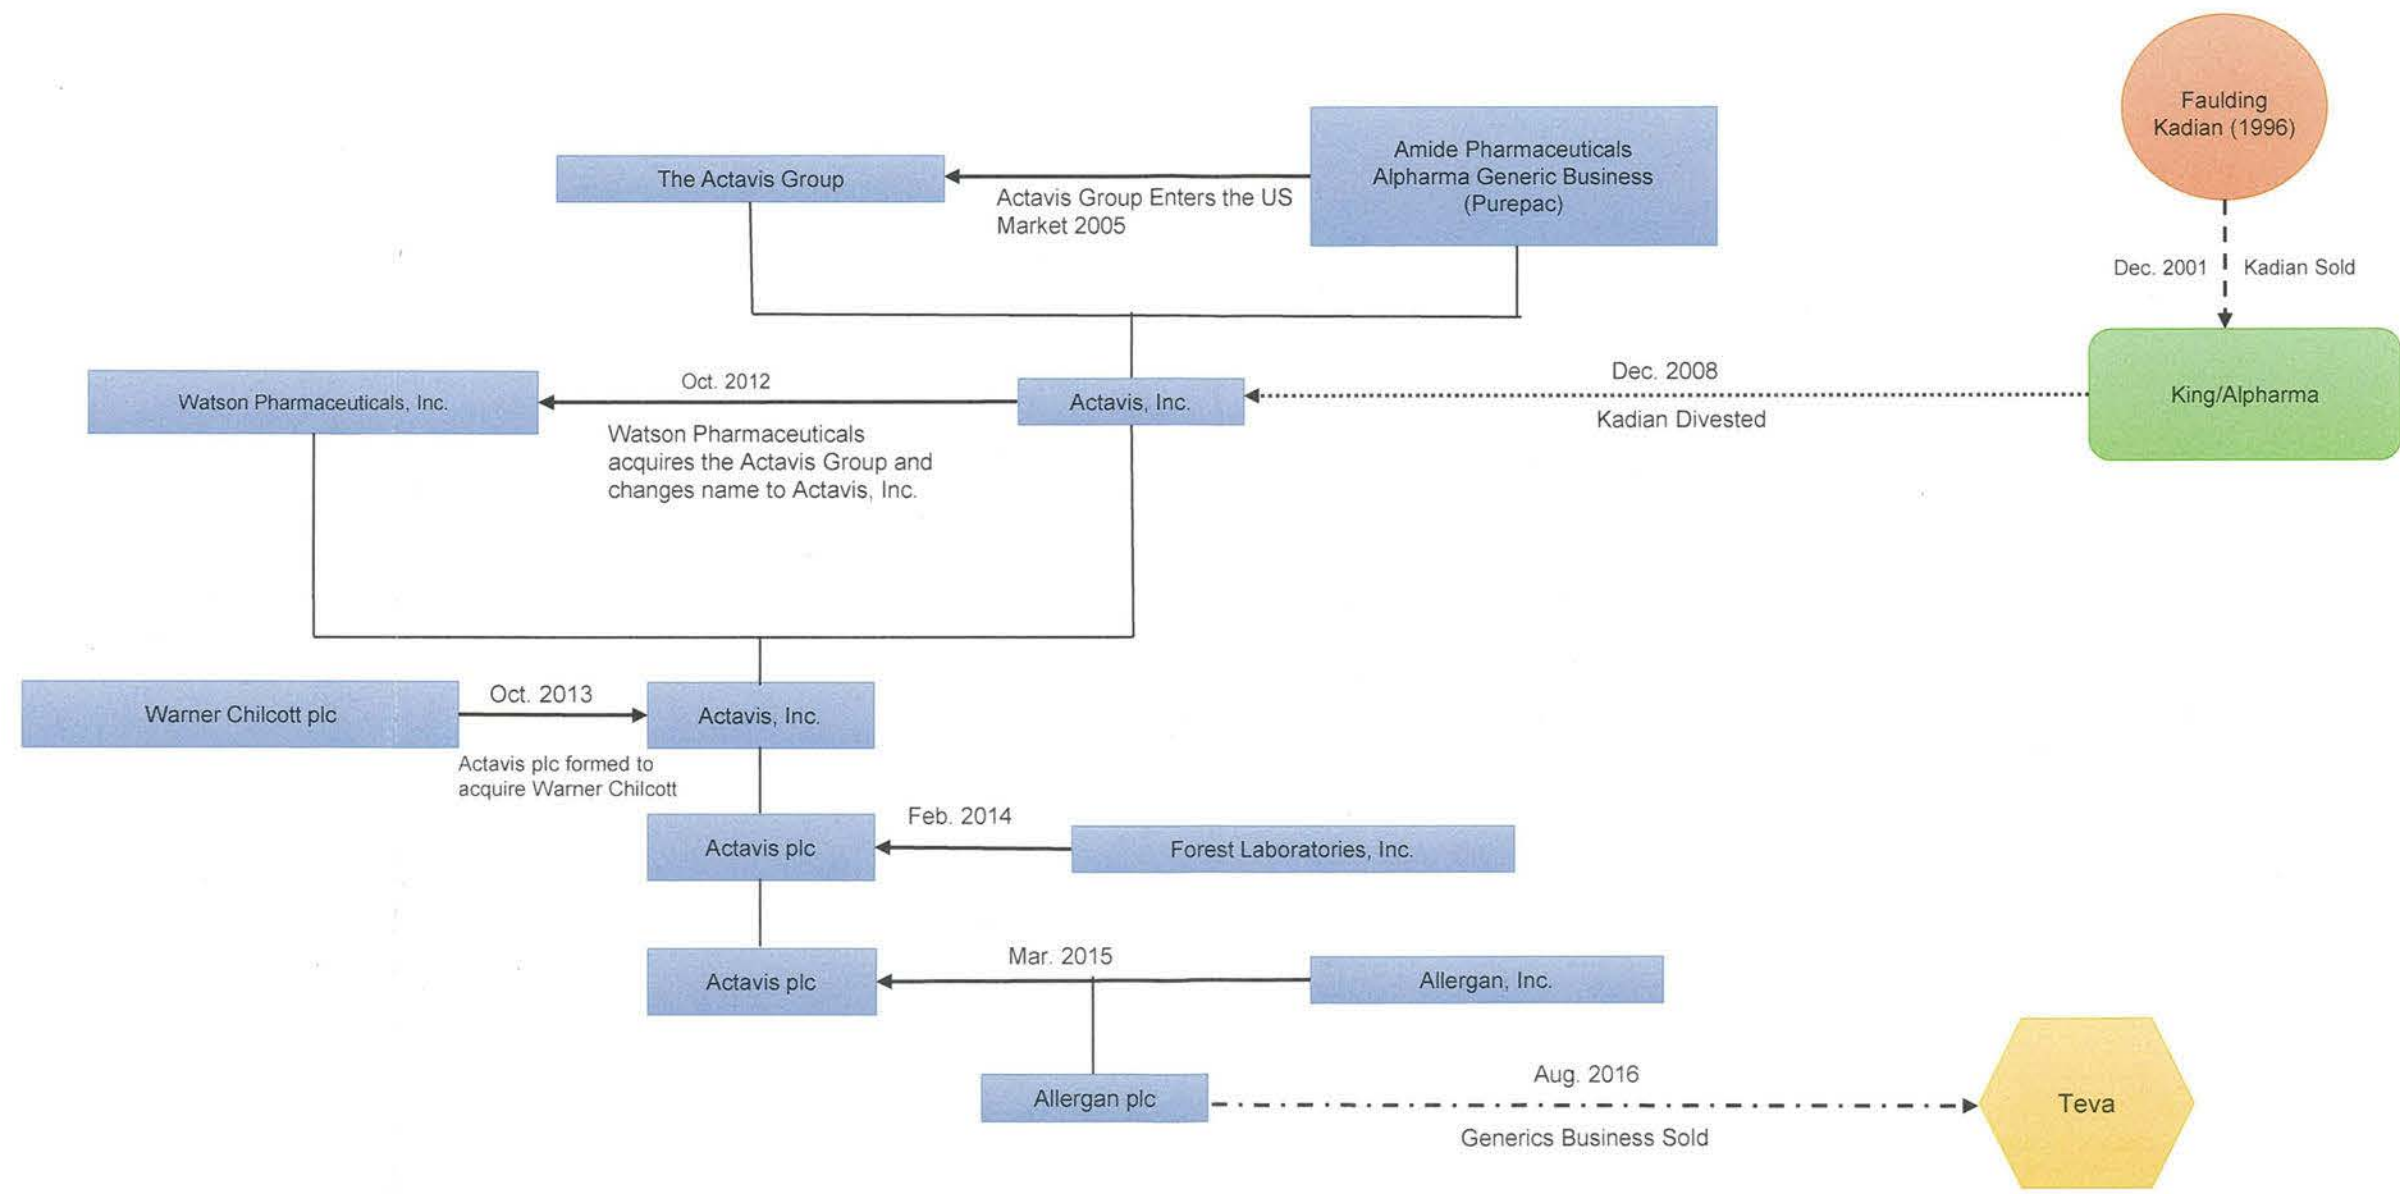 Faulding
Kadian (1996)
Amide Pharmaceuticals
Alpharma Generic Business
(Purepac)
The Actavis Group
Actavis Group Enters the US
Market 2005
Dec. 2001
Kadian Sold
Watson Pharmaceuticals, Inc.
Oct. 2012
Watson Pharmaceuticals
acquires the Actavis Group and
changes name to Actavis, Inc.
Actavis, Inc.
Dec. 2008
Kadian Divested
King/Alpharma
Warner Chilcott plc
Oct. 2013
Actavis plc formed to
acquire Warner Chilcott
Actavis, Inc.
Actavis plc
Feb. 2014
Forest Laboratories, Inc.
Actavis plc
Mar. 2015
Allergan, Inc.
Allergan plc
Aug. 2016
Generics Business Sold
Teva